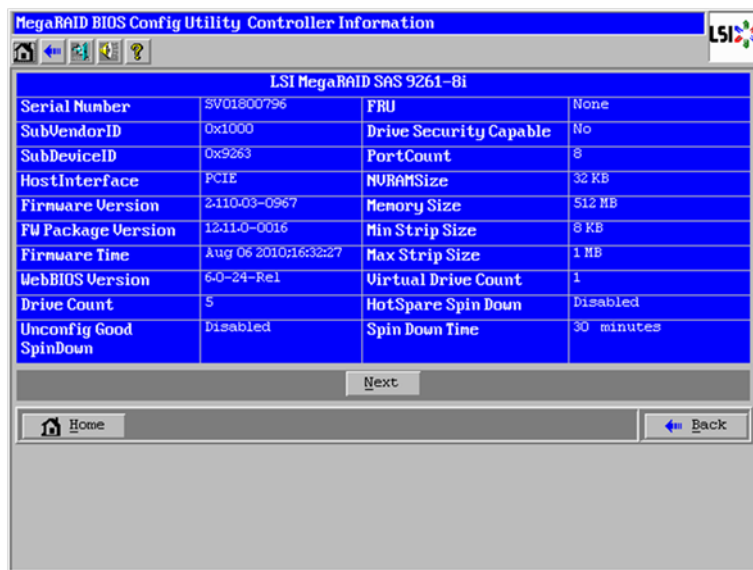 MegaRAID BIOS Config Utility Controller Information
LSI
LSI MegaRAID SAS 9261-8i
Serial Number SV01800796 FRU None
SubVendorID 0x1000 Drive Security Capable No
SubDeviceID 0x9263 PortCount 8
HostInterface PCIE NVRAMSize 32 KB
Firmware Version 2.110.03-0967 Memory Size 512 MB
FW Package Version 12.11.0-0016 Min Strip Size 8 KB
Firmware Time Aug 06 2010;16:32:27 Max Strip Size 1 MB
WebBIOS Version 6.0-24-Rel Virtual Drive Count 1
Drive Count 5 HotSpare Spin Down Disabled
Unconfig Good Disabled Spin Down Time 30 minutes
SpinDown
Next
Home Back